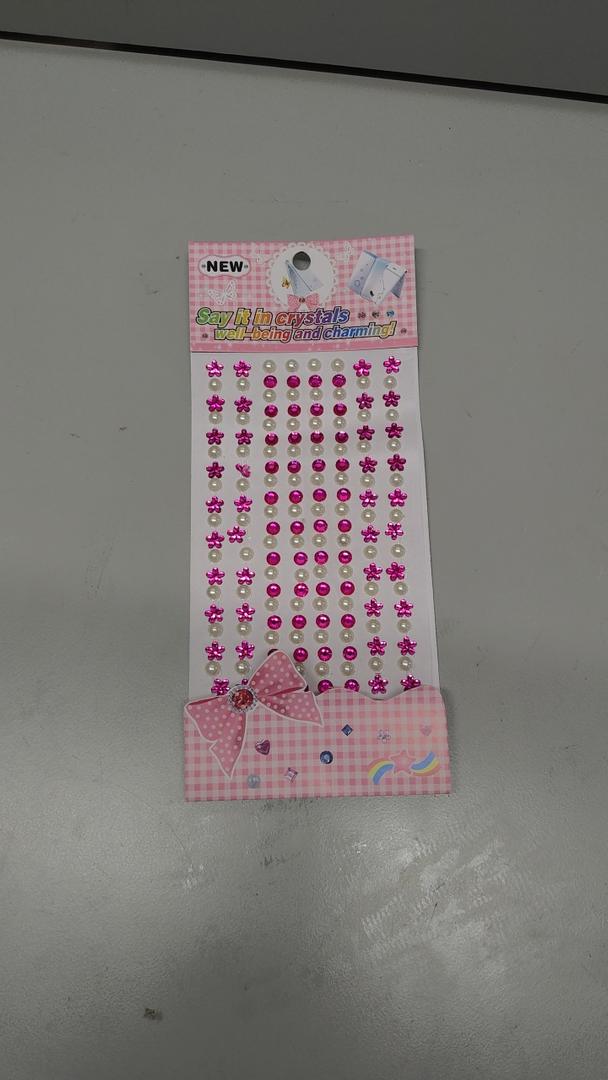 NEW
Say it in crystals
well-being and charming!